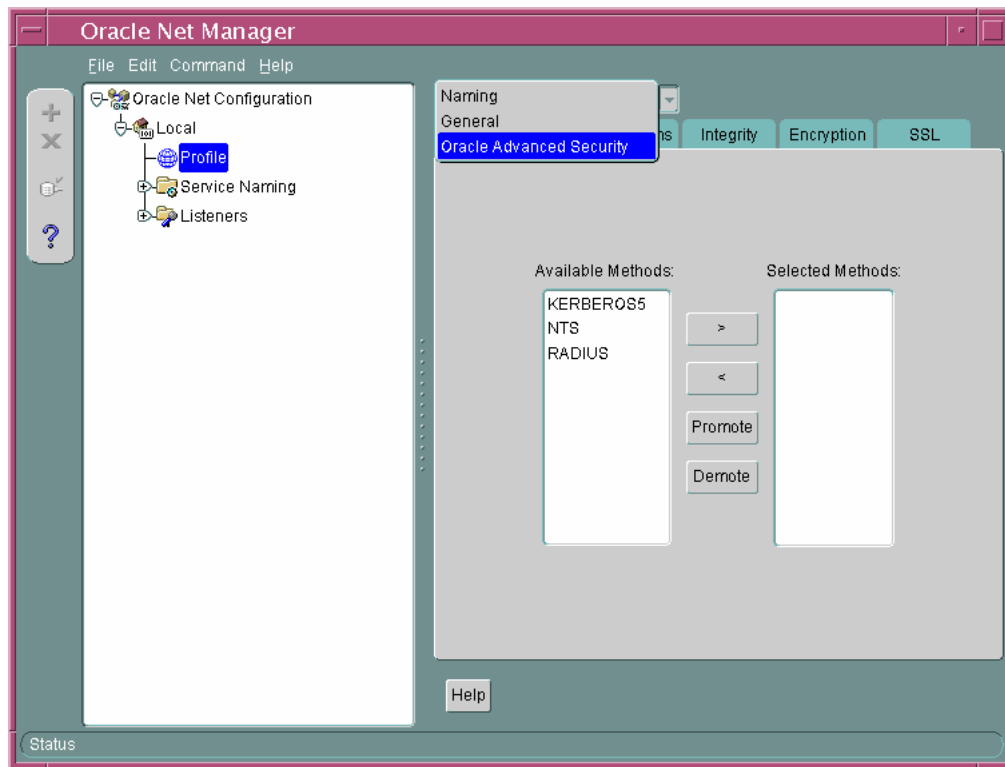 Oracle Net Manager
File Edit Command Help
Oracle Net Configuration
Local
Profile
Service Naming
Listeners
Naming
General
Oracle Advanced Security
Integrity Encryption SSL
Available Methods: Selected Methods:
KERBEROS5
NTS
RADIUS
>
<
Promote
Demote
Help
Status